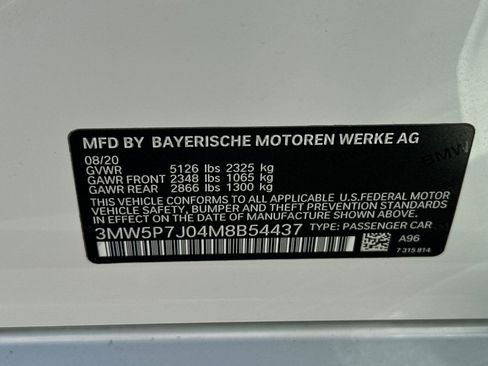 MFD BY BAYERISCHE MOTOREN WERKE AG
08/20
GVWR 5126 lbs 2325 kg
GAWR FRONT 2348 lbs 1065 kg
GAWR REAR 2866 lbs 1300 kg
BMW
THIS VEHICLE CONFORMS TO ALL APPLICABLE U.S.FEDERAL MOTOR
VEHICLE SAFETY, BUMPER, AND THEFT PREVENTION STANDARDS
IN EFFECT ON THE DATE OF MANUFACTURE SHOWN ABOVE.
3MW5P7J04M8B54437 TYPE: PASSENGER CAR
A96
7 315 814